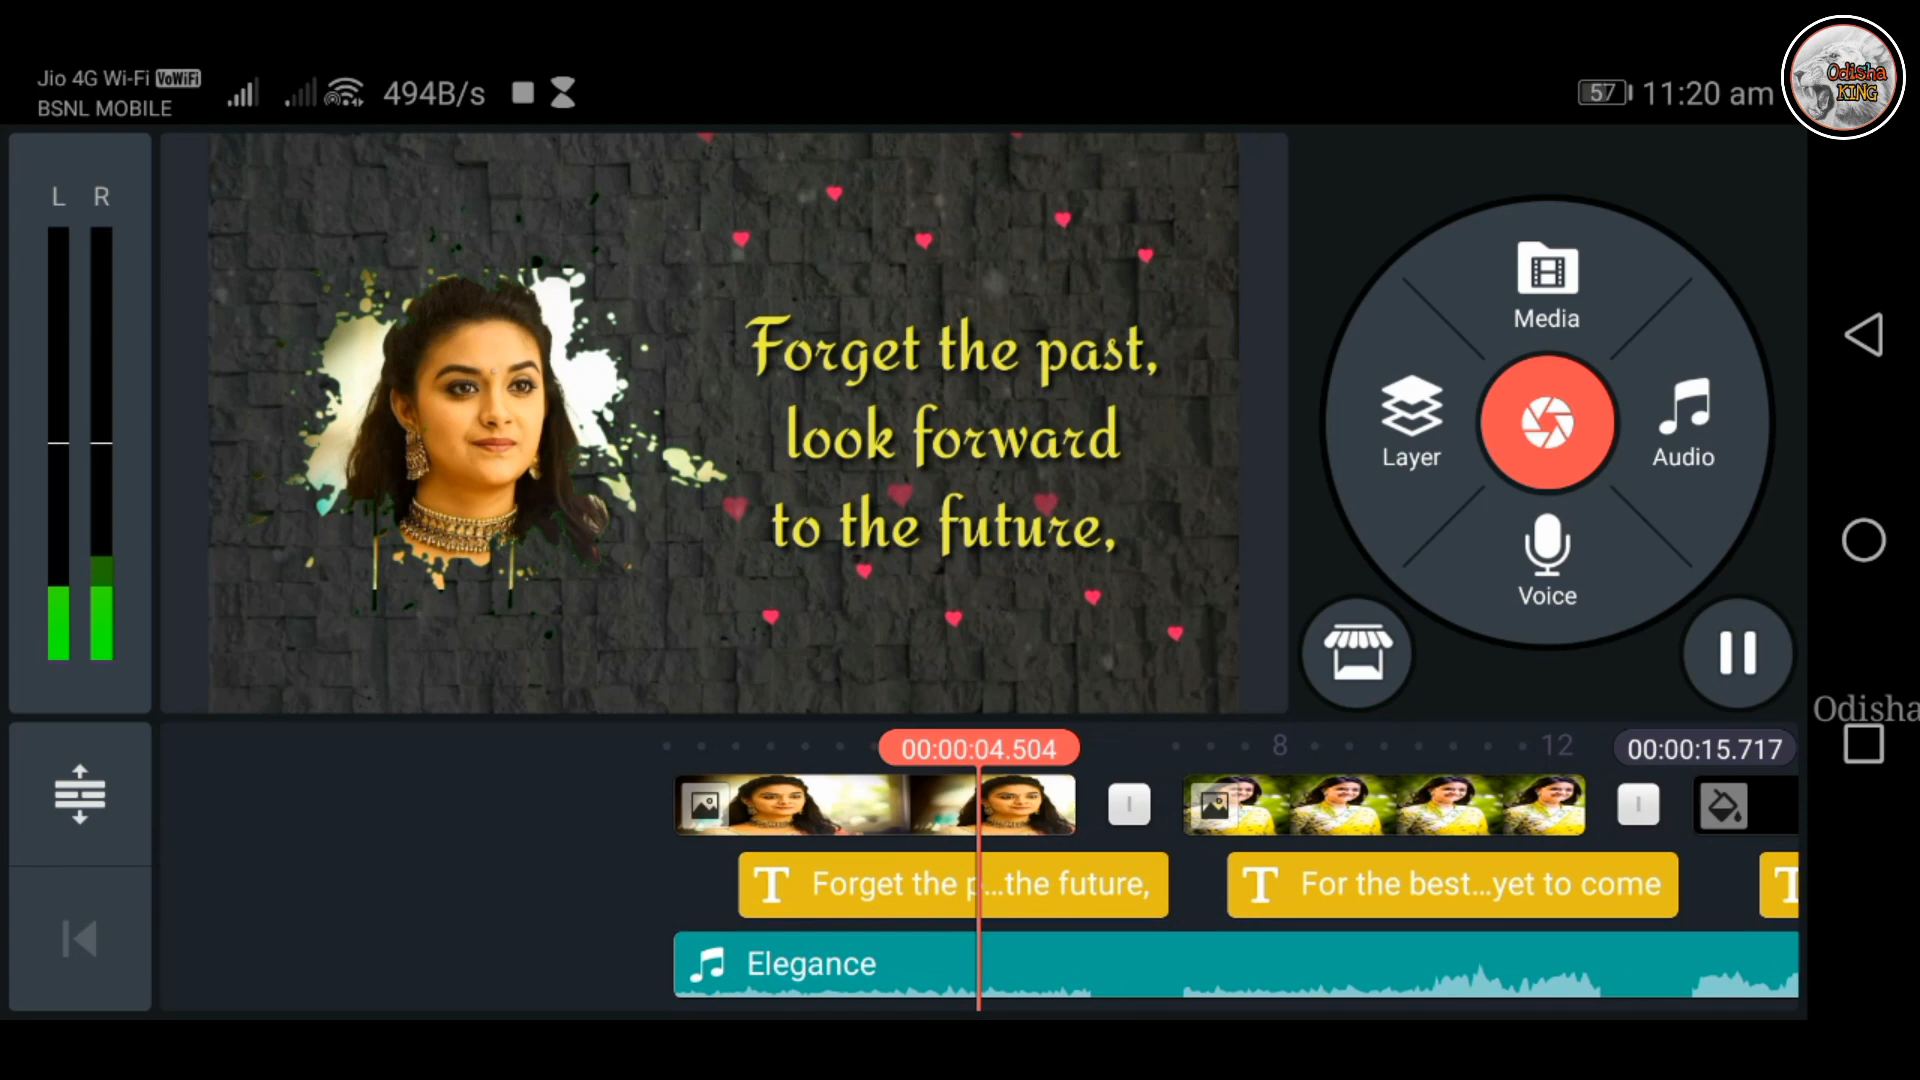 Jio 4G Wi-Fi VoWiFi
BSNL MOBILE
494B/s
57 11:20 am
Odisha
KING
L R
Forget the past,
look forward
to the future,
Media
Layer
Audio
Voice
Odisha
00:00:04.504
8
12
00:00:15.717
T Forget the p...the future,
T For the best...yet to come
T
Elegance